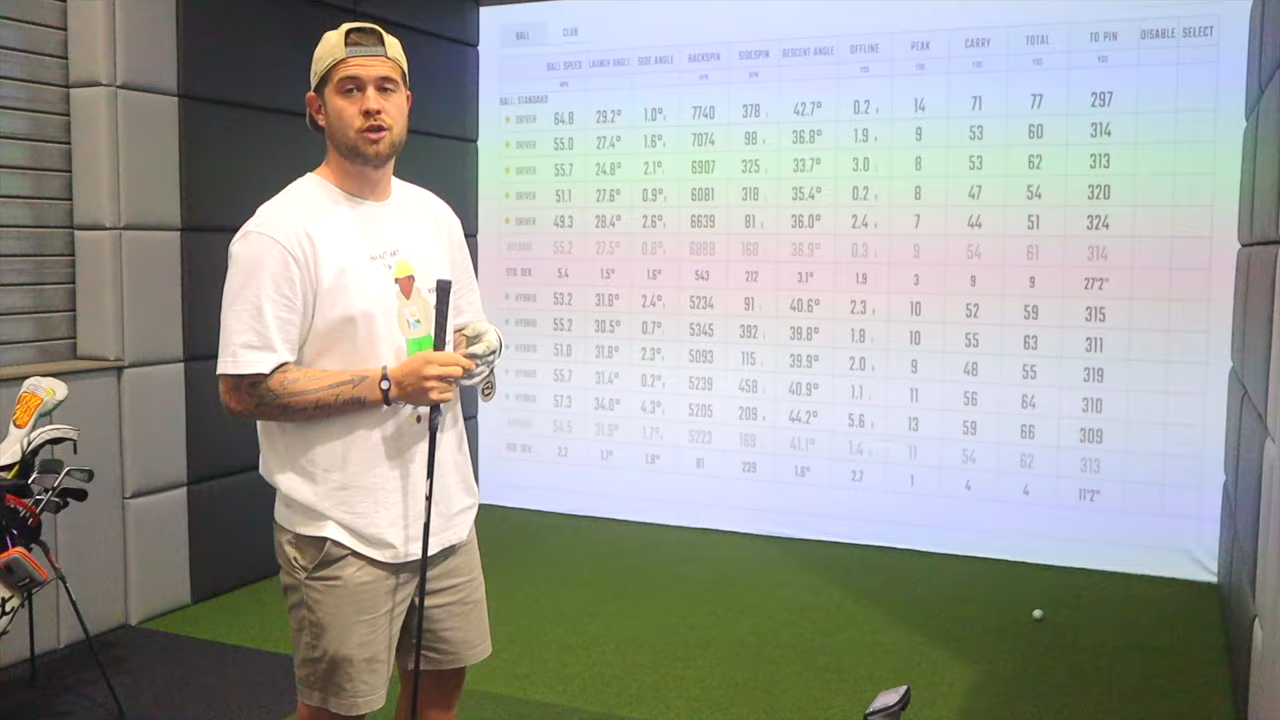 BALL CLUB
BALL SPEED LAUNCH ANGLE SIDE ANGLE BACKSPIN SIDESPIN DESCENT ANGLE OFFLINE PEAK CARRY TOTAL TO PIN DISABLE SELECT
MPH RPM RPM YDS YDS YDS YDS YDS
BALL: STANDARD
DRIVER 64.8 29.2° 1.0° 7740 378 42.7° 0.2 14 71 77 297
DRIVER 55.0 27.4° 1.6° 7074 98 36.8° 1.9 9 53 60 314
DRIVER 55.7 24.8° 2.1° 6907 325 33.7° 3.0 8 53 62 313
DRIVER 51.1 27.6° 0.9° 6081 318 35.4° 0.2 8 47 54 320
DRIVER 49.3 28.4° 2.6° 6639 81 36.0° 2.4 7 44 51 324
AVERAGE 55.2 27.5° 0.8° 6888 168 36.9° 0.3 9 54 61 314
STD. DEV. 5.4 1.5° 1.6° 543 212 3.1° 1.9 3 9 9 27'2"
HYBRID 53.2 31.8° 2.4° 5234 91 40.6° 2.3 10 52 59 315
HYBRID 55.2 30.5° 0.7° 5345 392 39.8° 1.8 10 55 63 311
HYBRID 51.0 31.8° 2.3° 5093 115 39.9° 2.0 9 48 55 319
HYBRID 55.7 31.4° 0.2° 5239 458 40.9° 1.1 11 56 64 310
HYBRID 57.3 34.0° 4.3° 5205 209 44.2° 5.6 13 59 66 309
AVERAGE 54.5 31.9° 1.7° 5223 169 41.1° 1.4 11 54 62 313
STD. DEV. 2.2 1.7° 1.8° 81 239 1.6° 2.7 1 4 4 11'2"